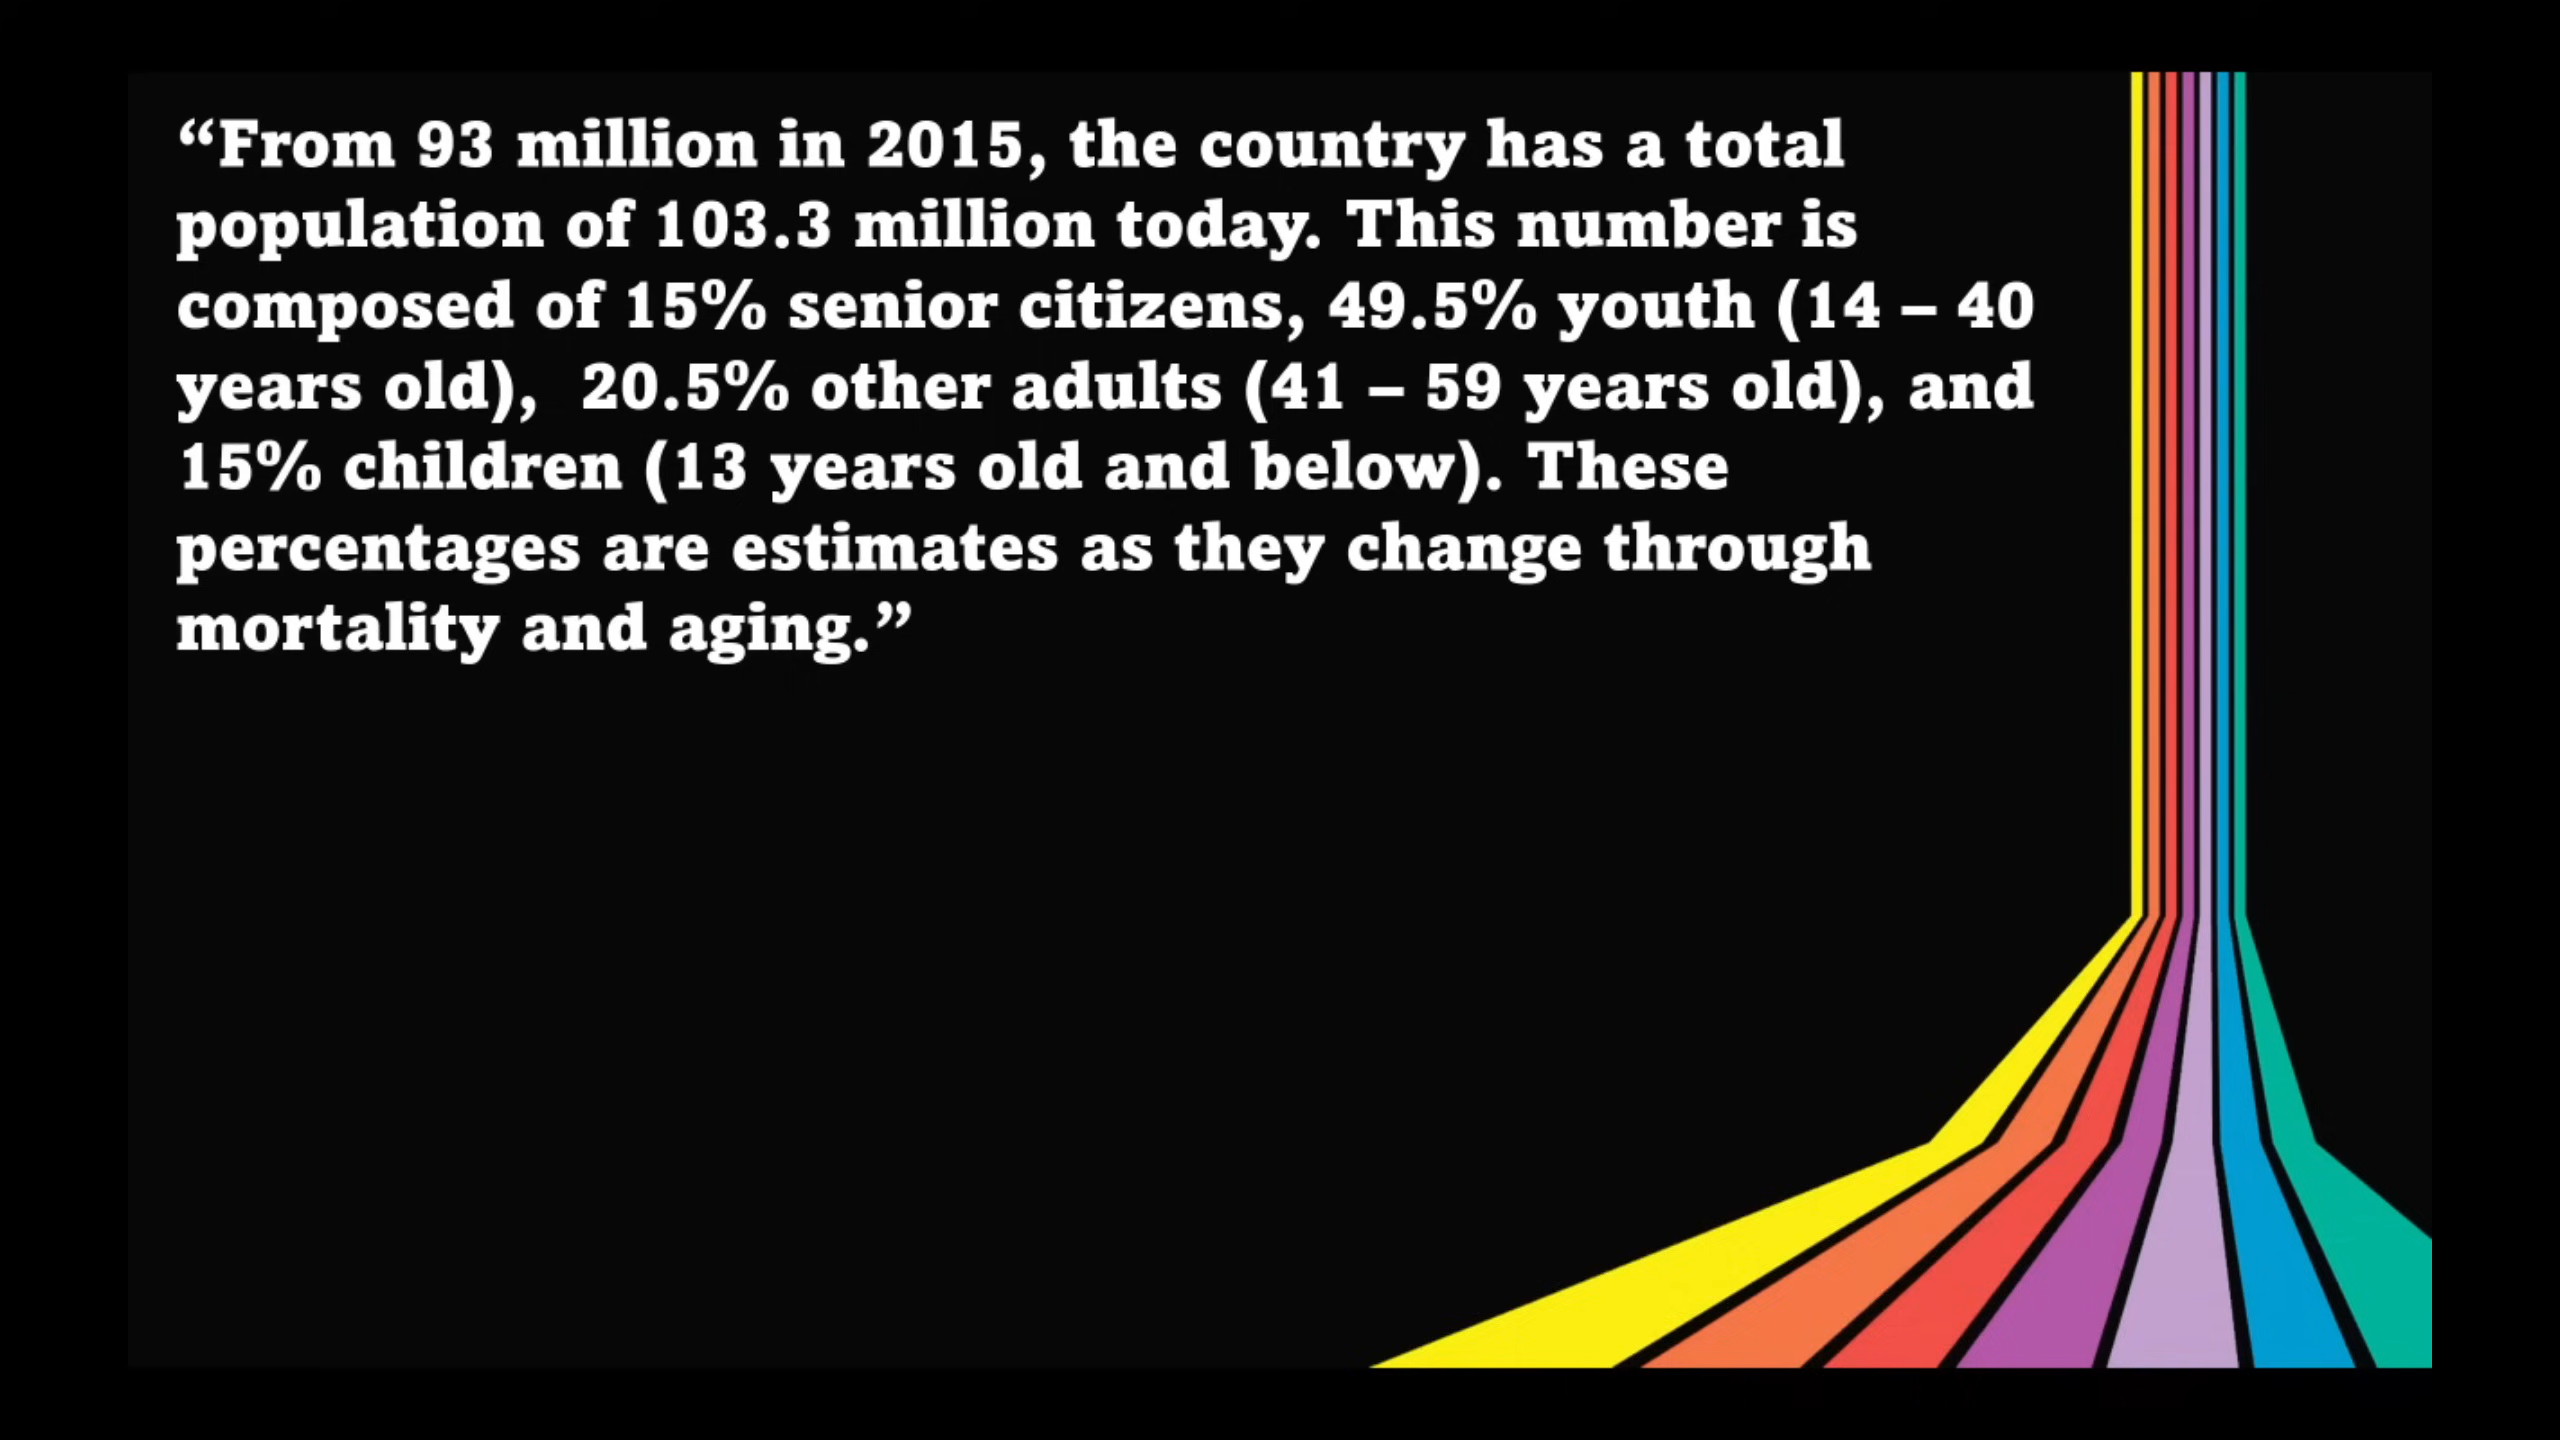 “From 93 million in 2015, the country has a total
population of 103.3 million today. This number is
composed of 15% senior citizens, 49.5% youth (14 – 40
years old),  20.5% other adults (41 – 59 years old), and
15% children (13 years old and below). These
percentages are estimates as they change through
mortality and aging.”